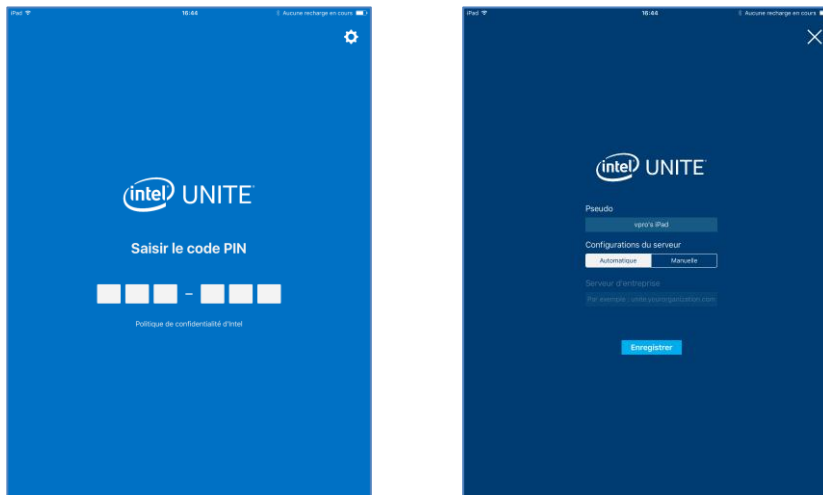 iPad 16:44 Aucune recharge en cours
intel UNITE
Saisir le code PIN
Politique de confidentialité d'Intel
iPad 16:44 Aucune recharge en cours
intel UNITE
Pseudo
vpro's iPad
Configurations du serveur
Automatique Manuelle
Serveur d'entreprise
Par exemple : unite.yourorganization.com
Enregistrer